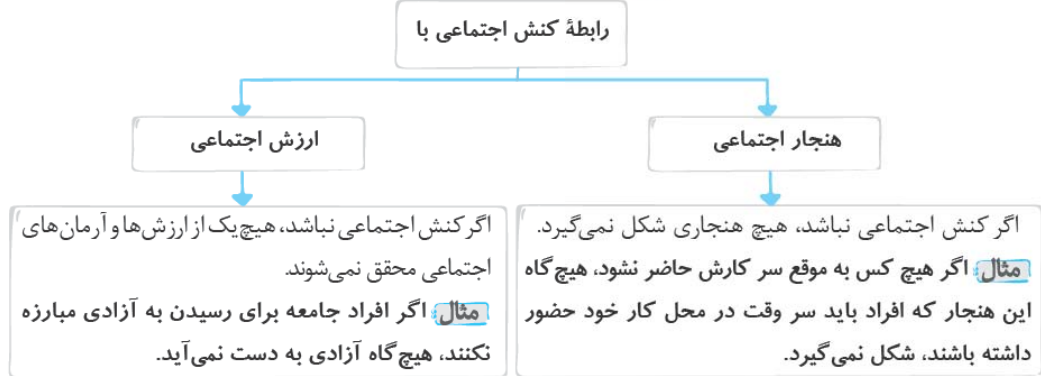 رابطهٔ کنش اجتماعی با
هنجار اجتماعی
ارزش اجتماعی
اگر کنش اجتماعی نباشد، هیچ هنجاری شکل نمی‌گیرد.
مثال: اگر هیچ کس به موقع سر کارش حاضر نشود، هیچ‌گاه
این هنجار که افراد باید سر وقت در محل کار خود حضور
داشته باشند، شکل نمی‌گیرد.
اگر کنش اجتماعی نباشد، هیچ‌یک از ارزش‌ها و آرمان‌های
اجتماعی محقق نمی‌شوند.
مثال: اگر افراد جامعه برای رسیدن به آزادی مبارزه
نکنند، هیچ‌گاه آزادی به دست نمی‌آید.